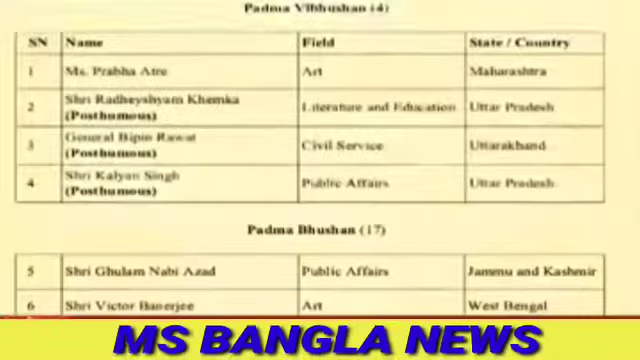 Padma Vibhushan (4)
SN Name Field State / Country
1 Ms. Prabha Atre Art Maharashtra
2 Shri Radheyshyam Khemka (Posthumous) Literature and Education Uttar Pradesh
3 General Bipin Rawat (Posthumous) Civil Service Uttarakhand
4 Shri Kalyan Singh (Posthumous) Public Affairs Uttar Pradesh
Padma Bhushan (17)
5 Shri Ghulam Nabi Azad Public Affairs Jammu and Kashmir
6 Shri Victor Banerjee Art West Bengal
MS BANGLA NEWS